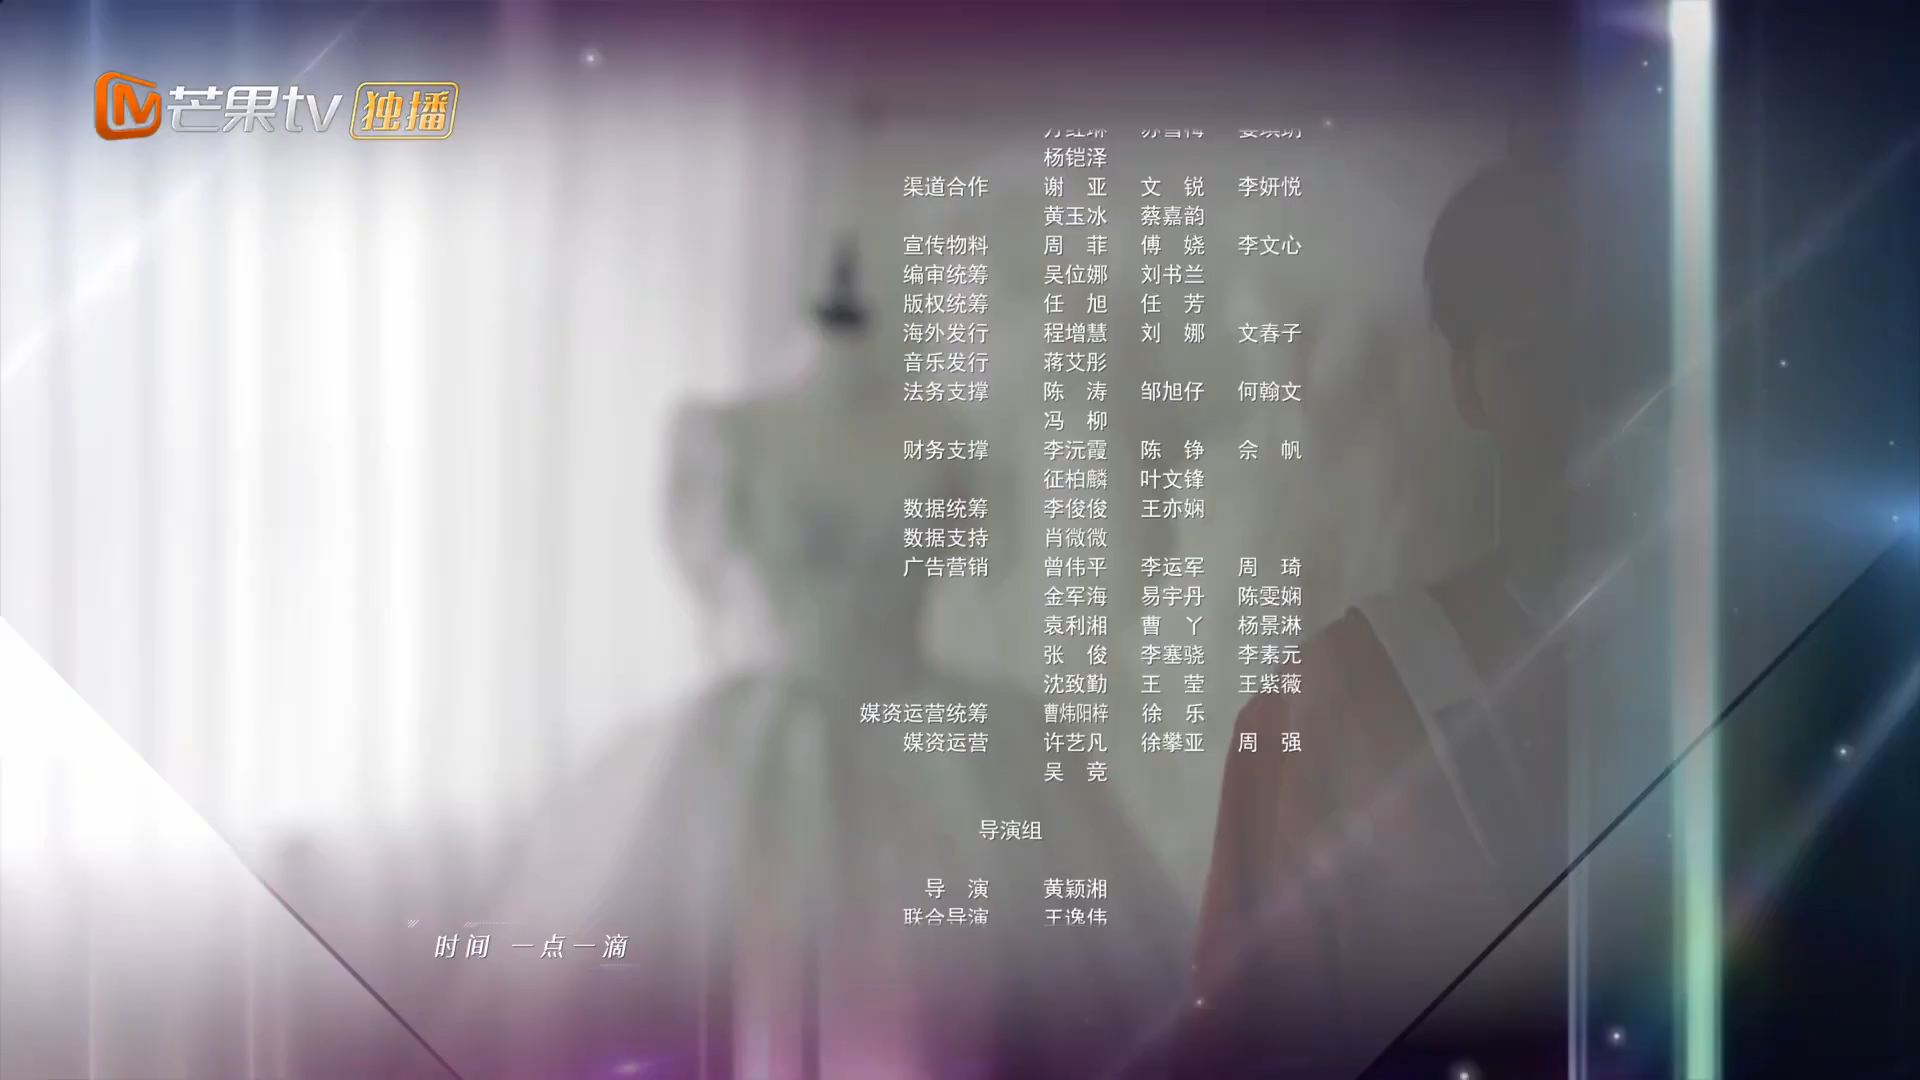 芒果tv 独播
杨铠泽
渠道合作 谢 亚 文 锐 李妍悦
黄玉冰 蔡嘉韵
宣传物料 周 菲 傅 娆 李文心
编审统筹 吴位娜 刘书兰
版权统筹 任 旭 任 芳
海外发行 程增慧 刘 娜 文春子
音乐发行 蒋艾彤
法务支撑 陈 涛 邹旭仔 何翰文
冯 柳
财务支撑 李沅霞 陈 铮 佘 帆
征柏麟 叶文锋
数据统筹 李俊俊 王亦娴
数据支持 肖微微
广告营销 曾伟平 李运军 周 琦
金军海 易宇丹 陈雯娴
袁利湘 曹 丫 杨景淋
张 俊 李塞骁 李素元
沈致勤 王 莹 王紫薇
媒资运营统筹 曹炜阳梓 徐 乐
媒资运营 许艺凡 徐攀亚 周 强
吴 竞
导演组
导 演 黄颖湘
联合导演 王逸伟
时间 一点一滴